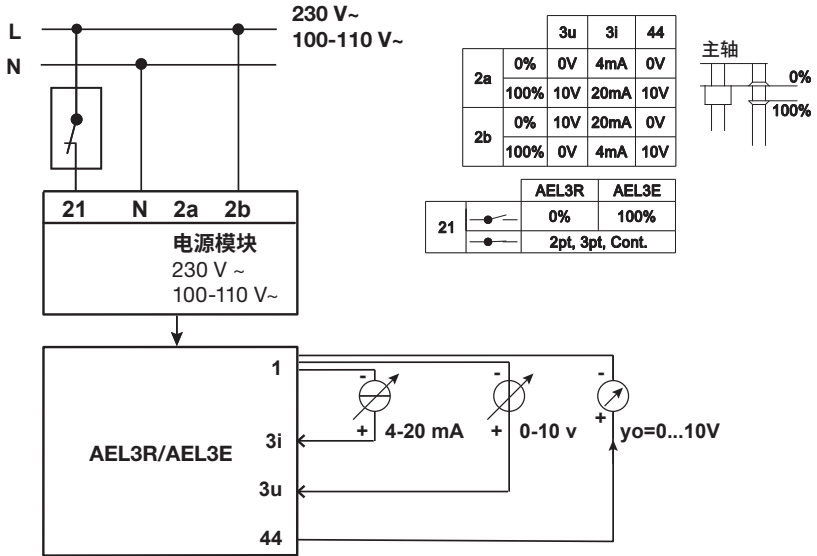 230 V~
100-110 V~
L
N
3u 3i 44
2a 0% 0V 4mA 0V
100% 10V 20mA 10V
2b 0% 10V 20mA 0V
100% 0V 4mA 10V
主轴
0%
100%
AEL3R AEL3E
21 0% 100%
2pt, 3pt, Cont.
21 N 2a 2b
电源模块
230 V ~
100-110 V~
1
- - -
+ 4-20 mA + 0-10 v + yo=0...10V
3i
AEL3R/AEL3E
3u
44